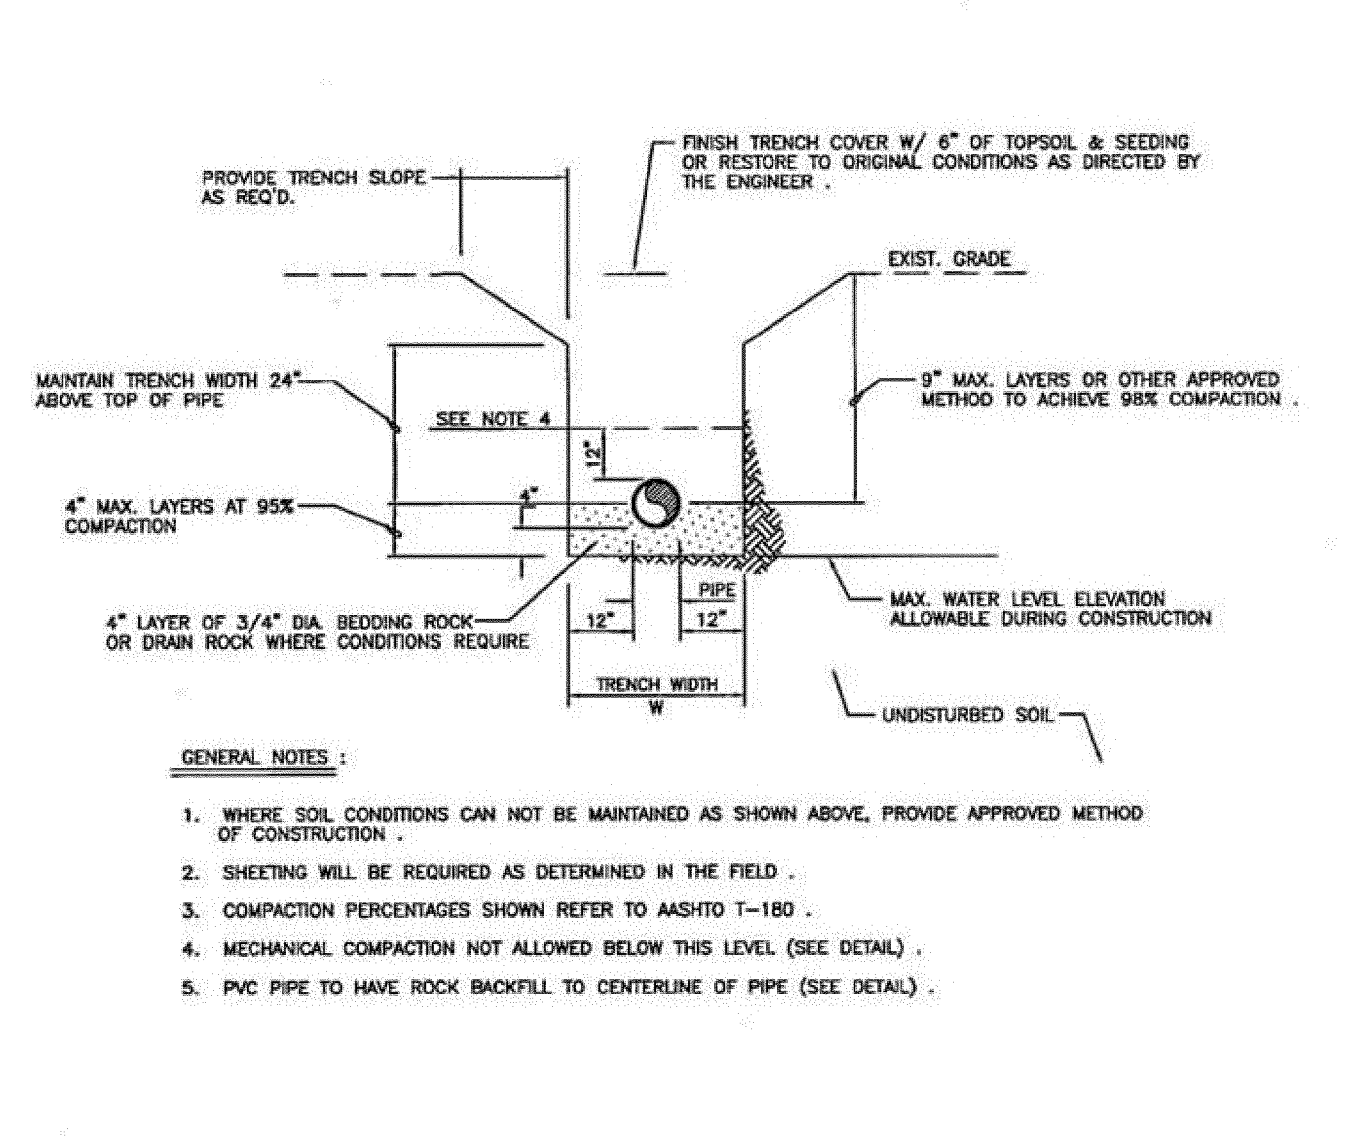 FINISH TRENCH COVER W/ 6" OF TOPSOIL & SEEDING
OR RESTORE TO ORIGINAL CONDITIONS AS DIRECTED BY
THE ENGINEER .
PROVIDE TRENCH SLOPE
AS REQ'D.
EXIST. GRADE
MAINTAIN TRENCH WIDTH 24"
ABOVE TOP OF PIPE
9" MAX. LAYERS OR OTHER APPROVED
METHOD TO ACHIEVE 98% COMPACTION .
SEE NOTE 4
12"
4"
4" MAX. LAYERS AT 95%
COMPACTION
PIPE
12"
12"
MAX. WATER LEVEL ELEVATION
ALLOWABLE DURING CONSTRUCTION
4" LAYER OF 3/4" DIA. BEDDING ROCK
OR DRAIN ROCK WHERE CONDITIONS REQUIRE
TRENCH WIDTH
W
UNDISTURBED SOIL
GENERAL NOTES :
1. WHERE SOIL CONDITIONS CAN NOT BE MAINTAINED AS SHOWN ABOVE, PROVIDE APPROVED METHOD
OF CONSTRUCTION .
2. SHEETING WILL BE REQUIRED AS DETERMINED IN THE FIELD .
3. COMPACTION PERCENTAGES SHOWN REFER TO AASHTO T-180 .
4. MECHANICAL COMPACTION NOT ALLOWED BELOW THIS LEVEL (SEE DETAIL) .
5. PVC PIPE TO HAVE ROCK BACKFILL TO CENTERLINE OF PIPE (SEE DETAIL) .